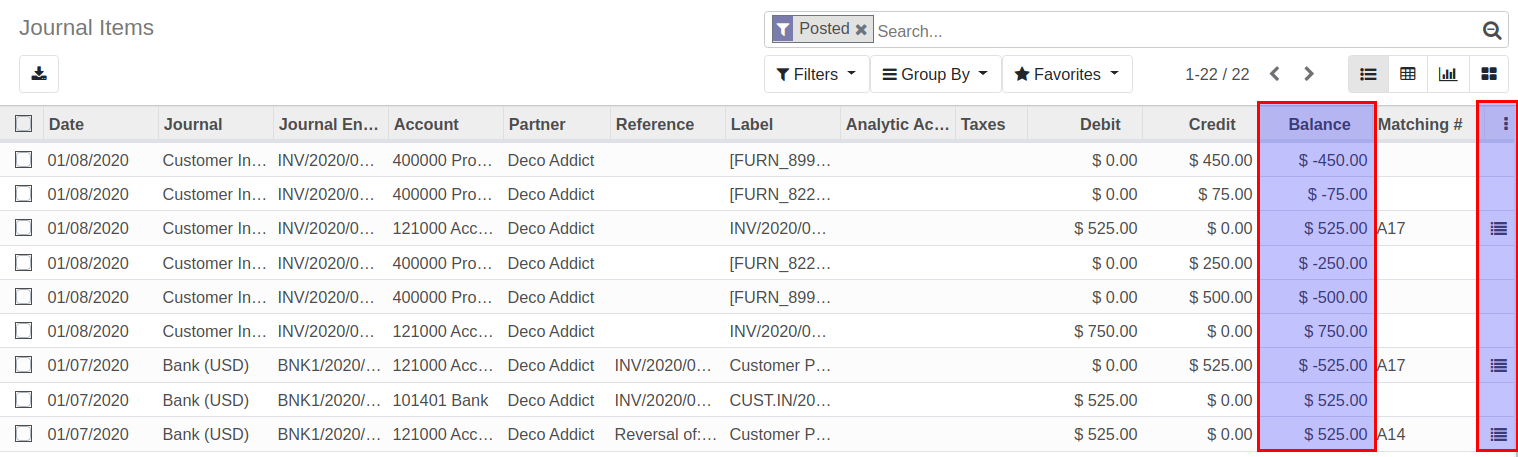 Journal Items
Posted Search...
Filters Group By Favorites 1-22 / 22
Date Journal Journal En... Account Partner Reference Label Analytic Ac... Taxes Debit Credit Balance Matching #
01/08/2020 Customer In... INV/2020/0... 400000 Pro... Deco Addict [FURN_899... $ 0.00 $ 450.00 $ -450.00
01/08/2020 Customer In... INV/2020/0... 400000 Pro... Deco Addict [FURN_822... $ 0.00 $ 75.00 $ -75.00
01/08/2020 Customer In... INV/2020/0... 121000 Acc... Deco Addict INV/2020/0... $ 525.00 $ 0.00 $ 525.00 A17
01/08/2020 Customer In... INV/2020/0... 400000 Pro... Deco Addict [FURN_822... $ 0.00 $ 250.00 $ -250.00
01/08/2020 Customer In... INV/2020/0... 400000 Pro... Deco Addict [FURN_899... $ 0.00 $ 500.00 $ -500.00
01/08/2020 Customer In... INV/2020/0... 121000 Acc... Deco Addict INV/2020/0... $ 750.00 $ 0.00 $ 750.00
01/07/2020 Bank (USD) BNK1/2020/... 121000 Acc... Deco Addict INV/2020/0... Customer P... $ 0.00 $ 525.00 $ -525.00 A17
01/07/2020 Bank (USD) BNK1/2020/... 101401 Bank Deco Addict INV/2020/0... CUST.IN/20... $ 525.00 $ 0.00 $ 525.00
01/07/2020 Bank (USD) BNK1/2020/... 121000 Acc... Deco Addict Reversal of:... Customer P... $ 525.00 $ 0.00 $ 525.00 A14